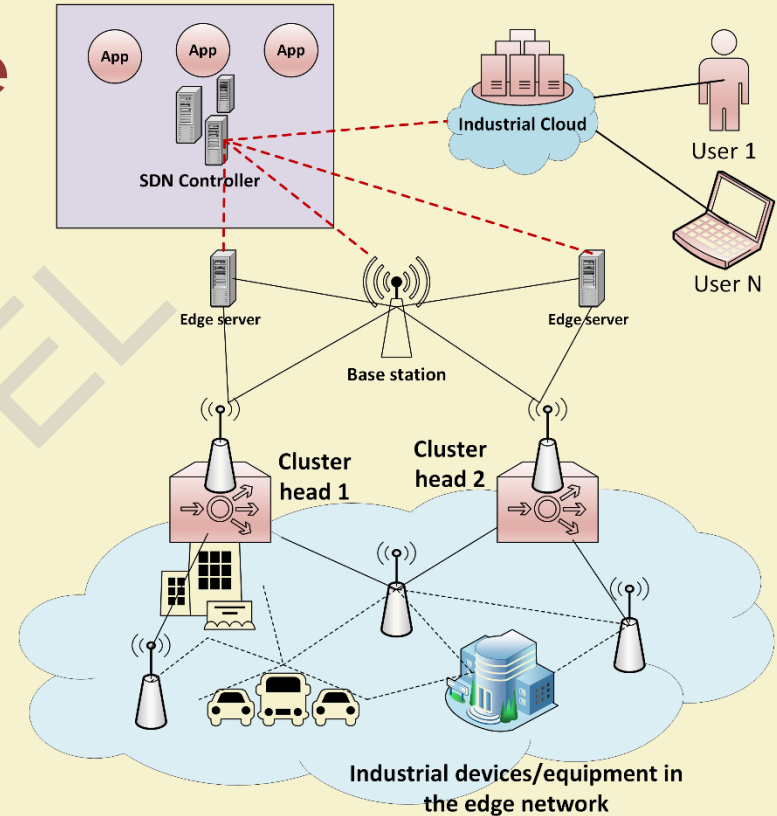 e
App
App
App
SDN Controller
Industrial Cloud
User 1
User N
Edge server
Edge server
Base station
Cluster
head 1
Cluster
head 2
Industrial devices/equipment in
the edge network
EL